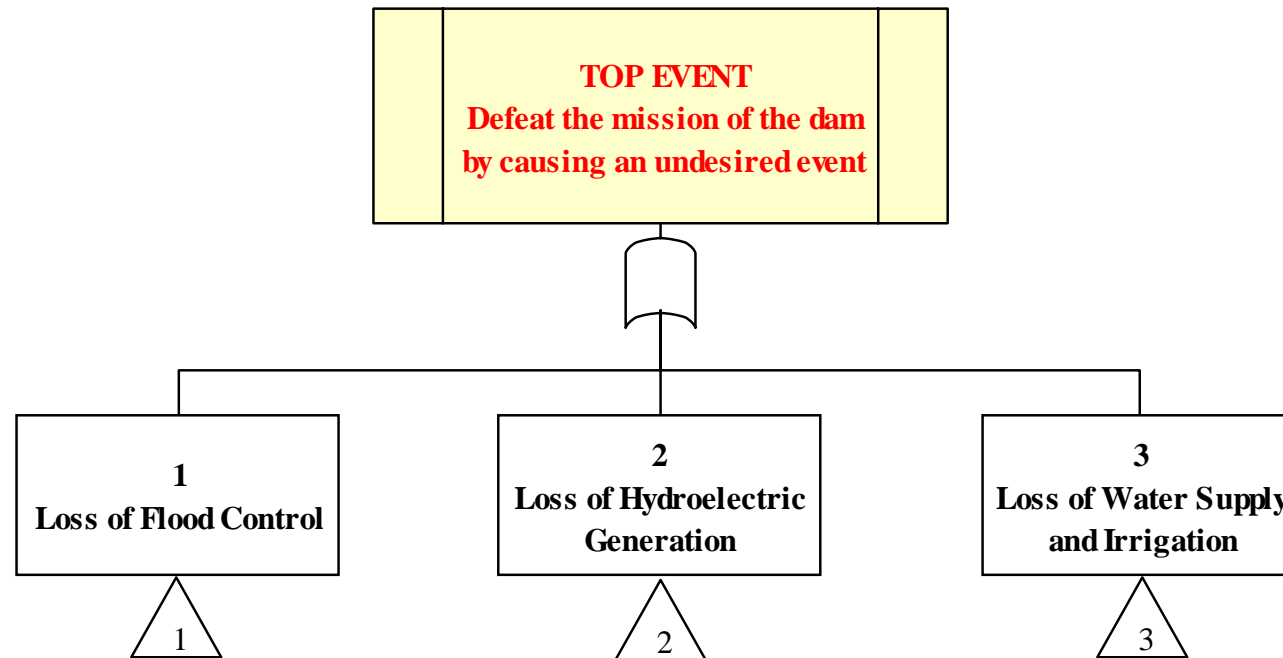 TOP EVENT
Defeat the mission of the dam
by causing an undesired event
1
Loss of Flood Control
2
Loss of Hydroelectric
Generation
3
Loss of Water Supply
and Irrigation
1
2
3